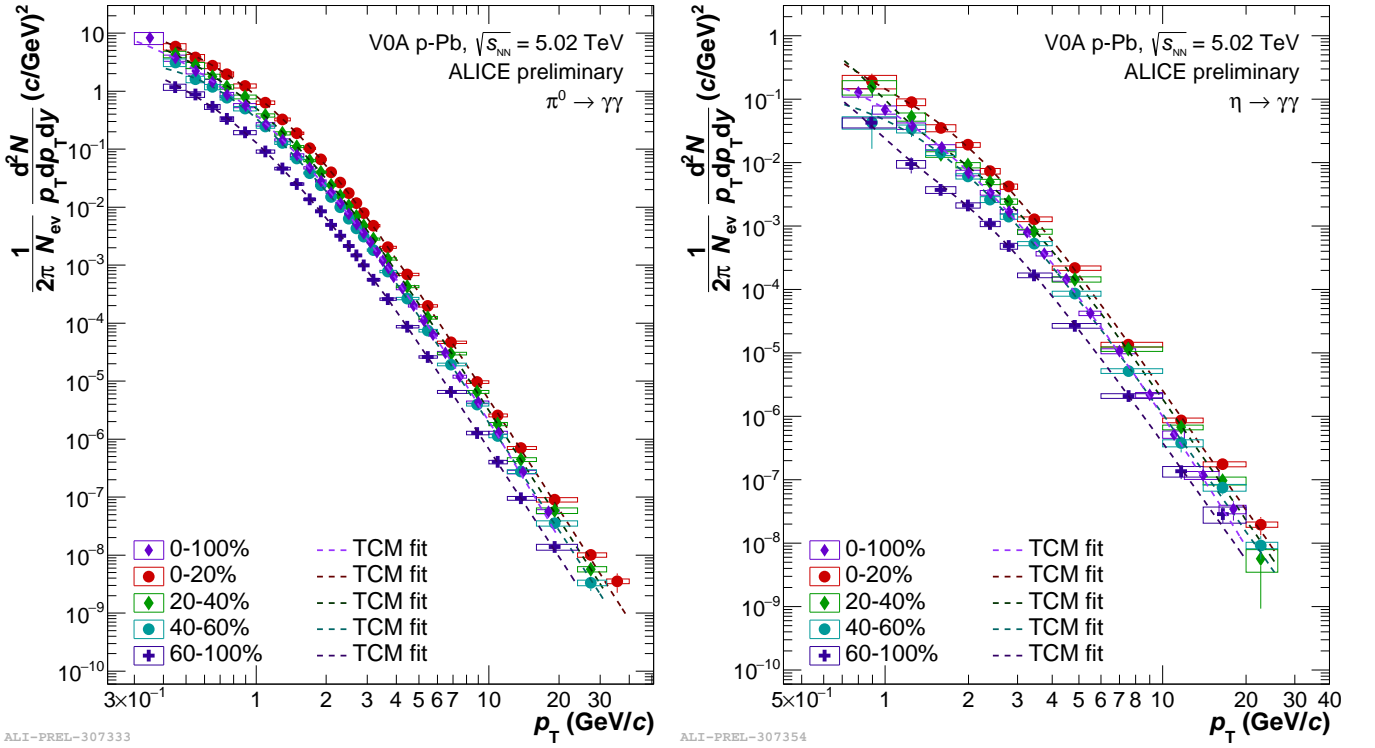 V0A p-Pb, √s_NN = 5.02 TeV
ALICE preliminary
π⁰ → γγ
1/(2π N_ev) d²N/(p_T dp_T dy) (c/GeV)²
10
1
10⁻¹
10⁻²
10⁻³
10⁻⁴
10⁻⁵
10⁻⁶
10⁻⁷
10⁻⁸
10⁻⁹
10⁻¹⁰
0-100% TCM fit
0-20% TCM fit
20-40% TCM fit
40-60% TCM fit
60-100% TCM fit
3×10⁻¹ 1 2 3 4 5 6 7 10 20 30
p_T (GeV/c)
ALI-PREL-307333
V0A p-Pb, √s_NN = 5.02 TeV
ALICE preliminary
η → γγ
1/(2π N_ev) d²N/(p_T dp_T dy) (c/GeV)²
1
10⁻¹
10⁻²
10⁻³
10⁻⁴
10⁻⁵
10⁻⁶
10⁻⁷
10⁻⁸
10⁻⁹
10⁻¹⁰
0-100% TCM fit
0-20% TCM fit
20-40% TCM fit
40-60% TCM fit
60-100% TCM fit
5×10⁻¹ 1 2 3 4 5 6 7 8 10 20 30 40
p_T (GeV/c)
ALI-PREL-307354